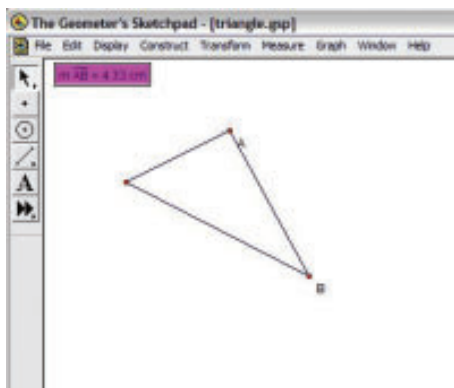 The Geometer's Sketchpad - [triangle.gsp]
File Edit Display Construct Transform Measure Graph Window Help
m AB = 4.33 cm
A
A
B